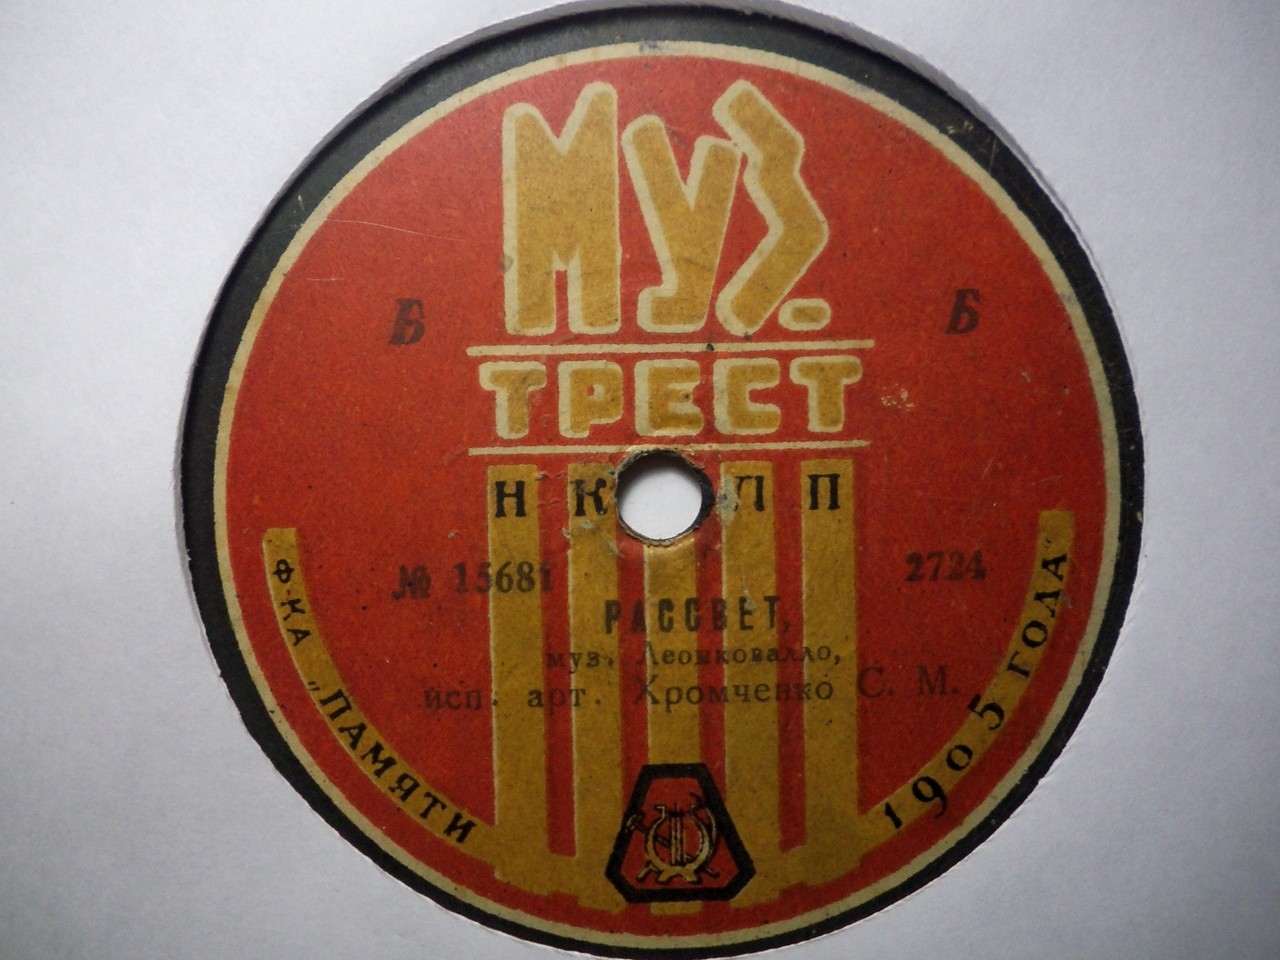 МУЗ.
ТРЕСТ
Б Б
Н К Л П
№ 15681 2724
РАССВЕТ,
муз. Леонковалло,
исп. арт. Хромченко С. М.
Ф-КА „ПАМЯТИ 1905 ГОДА"